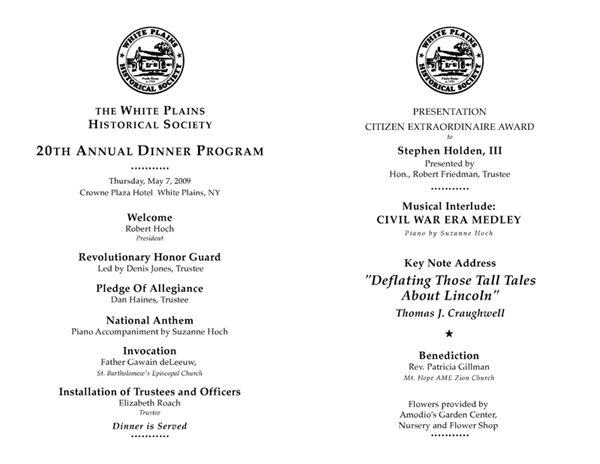 WHITE PLAINS
HISTORICAL SOCIETY
THE WHITE PLAINS
HISTORICAL SOCIETY
20TH ANNUAL DINNER PROGRAM
Thursday, May 7, 2009
Crowne Plaza Hotel White Plains, NY
Welcome
Robert Hoch
President
Revolutionary Honor Guard
Led by Denis Jones, Trustee
Pledge Of Allegiance
Dan Haines, Trustee
National Anthem
Piano Accompaniment by Suzanne Hoch
Invocation
Father Gawain deLeeuw,
St. Bartholomew's Episcopal Church
Installation of Trustees and Officers
Elizabeth Roach
Trustee
Dinner is Served
WHITE PLAINS
HISTORICAL SOCIETY
PRESENTATION
CITIZEN EXTRAORDINAIRE AWARD
to
Stephen Holden, III
Presented by
Hon., Robert Friedman, Trustee
Musical Interlude:
CIVIL WAR ERA MEDLEY
Piano by Suzanne Hoch
Key Note Address
"Deflating Those Tall Tales
About Lincoln"
Thomas J. Craughwell
Benediction
Rev. Patricia Gillman
Mt. Hope AME Zion Church
Flowers provided by
Amodio's Garden Center,
Nursery and Flower Shop